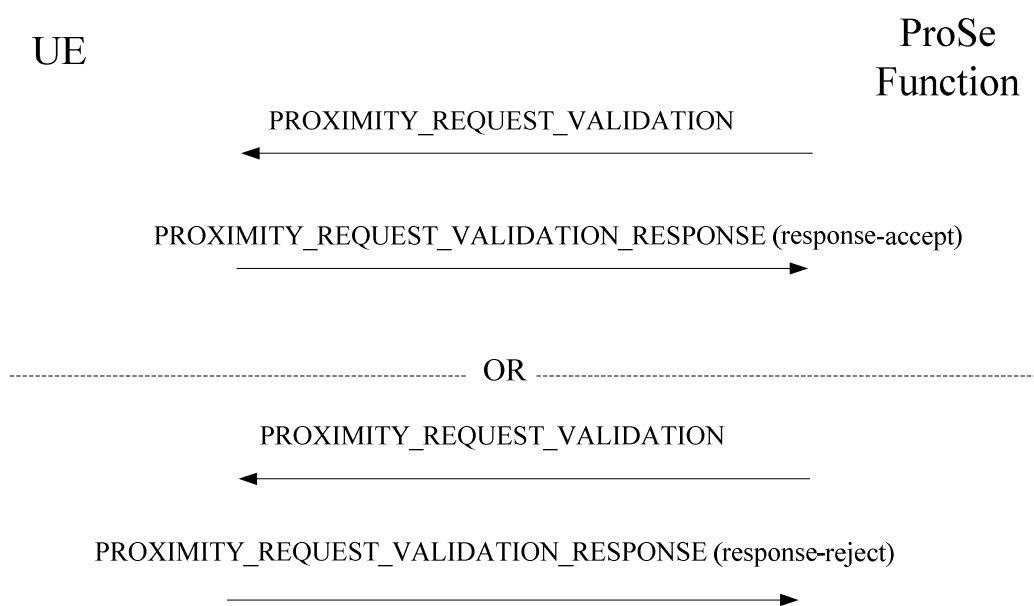 UE
ProSe
Function
PROXIMITY_REQUEST_VALIDATION
PROXIMITY_REQUEST_VALIDATION_RESPONSE (response-accept)
OR
PROXIMITY_REQUEST_VALIDATION
PROXIMITY_REQUEST_VALIDATION_RESPONSE (response-reject)